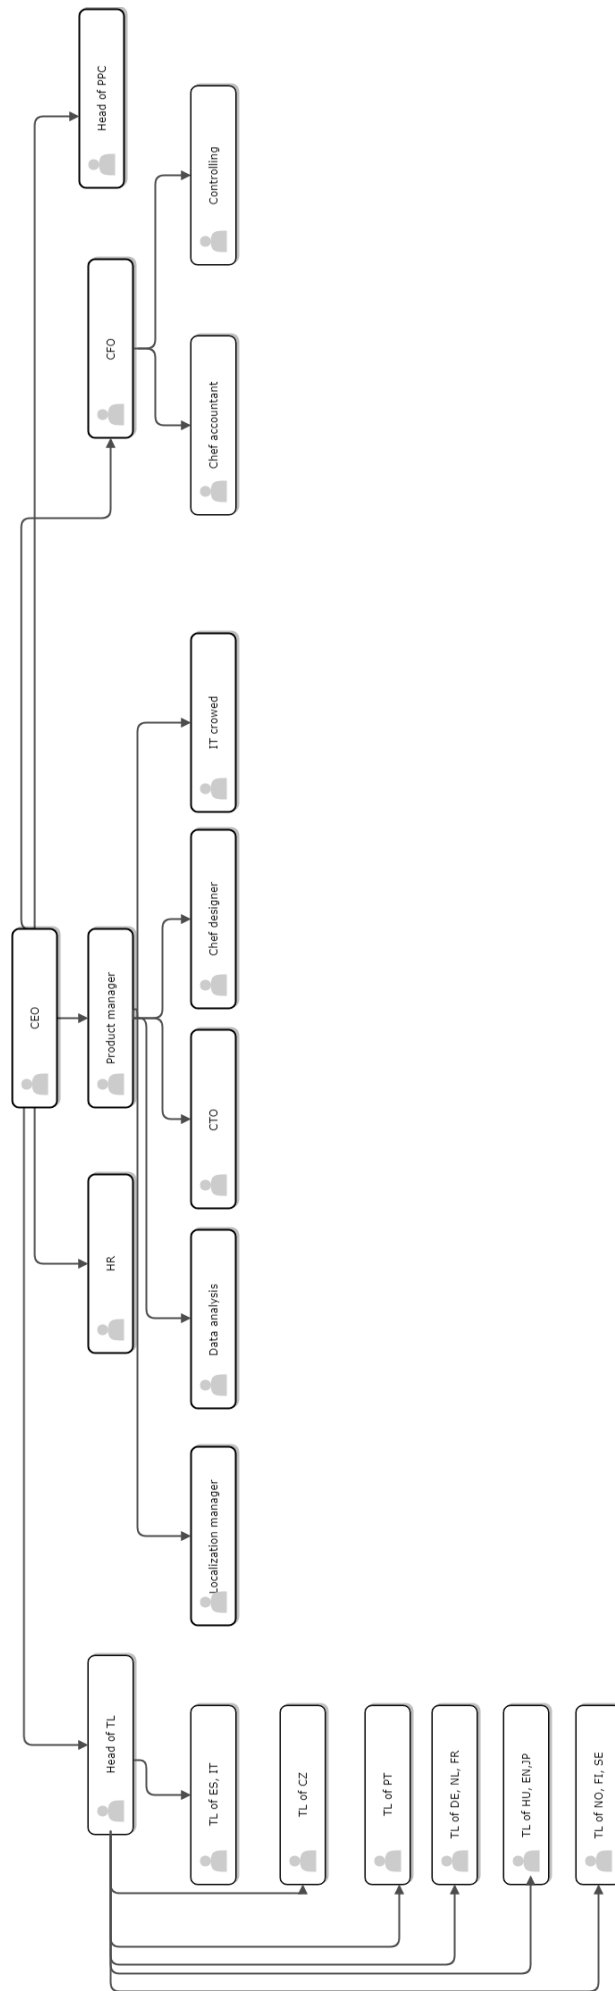 CEO
Head of TL
HR
Product manager
CFO
Head of PPC
TL of ES, IT
Localization manager
Data analysis
CTO
Chef designer
IT crowed
Chef accountant
Controlling
TL of CZ
TL of PT
TL of DE, NL, FR
TL of HU, EN,JP
TL of NO, FI, SE